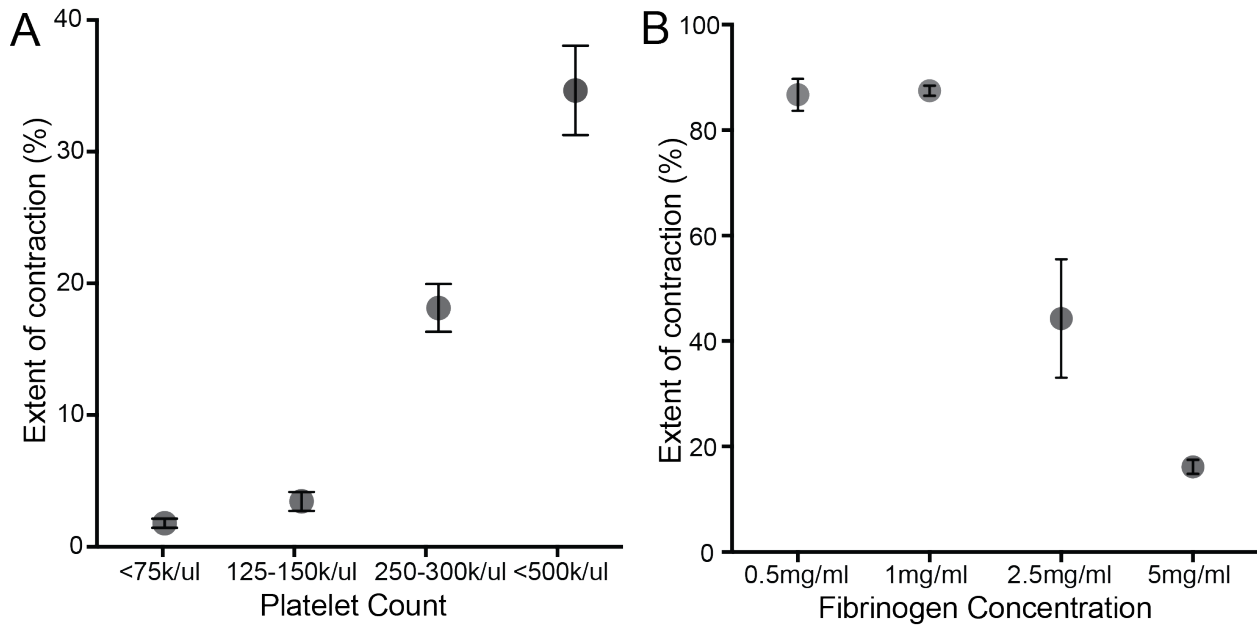 A
Extent of contraction (%)
40
30
20
10
0
<75k/ul 125-150k/ul 250-300k/ul <500k/ul
Platelet Count
B
Extent of contraction (%)
100
80
60
40
20
0
0.5mg/ml 1mg/ml 2.5mg/ml 5mg/ml
Fibrinogen Concentration